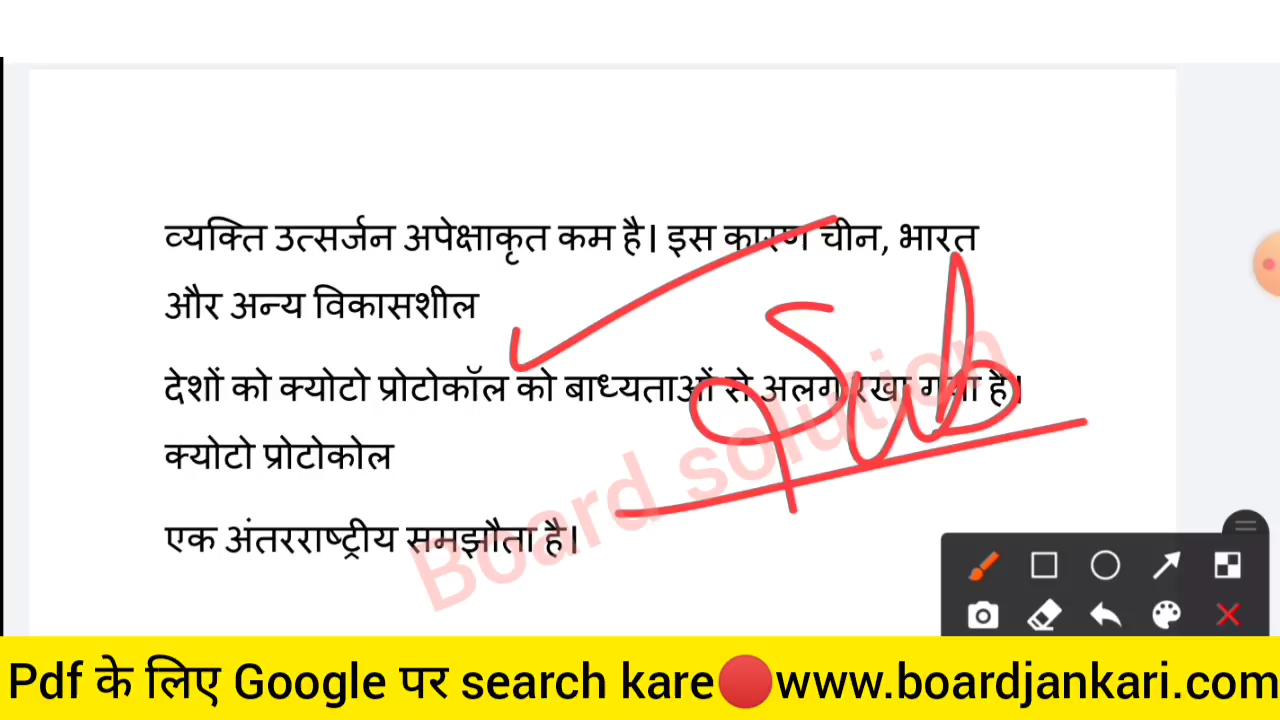 व्यक्ति उत्सर्जन अपेक्षाकृत कम है। इस कारण चीन, भारत
और अन्य विकासशील
देशों को क्योटो प्रोटोकॉल को बाध्यताओं से अलग रखा गया है।
क्योटो प्रोटोकोल
एक अंतरराष्ट्रीय समझौता है।
Board solution
Sub
Pdf के लिए Google पर search kare🔴www.boardjankari.com